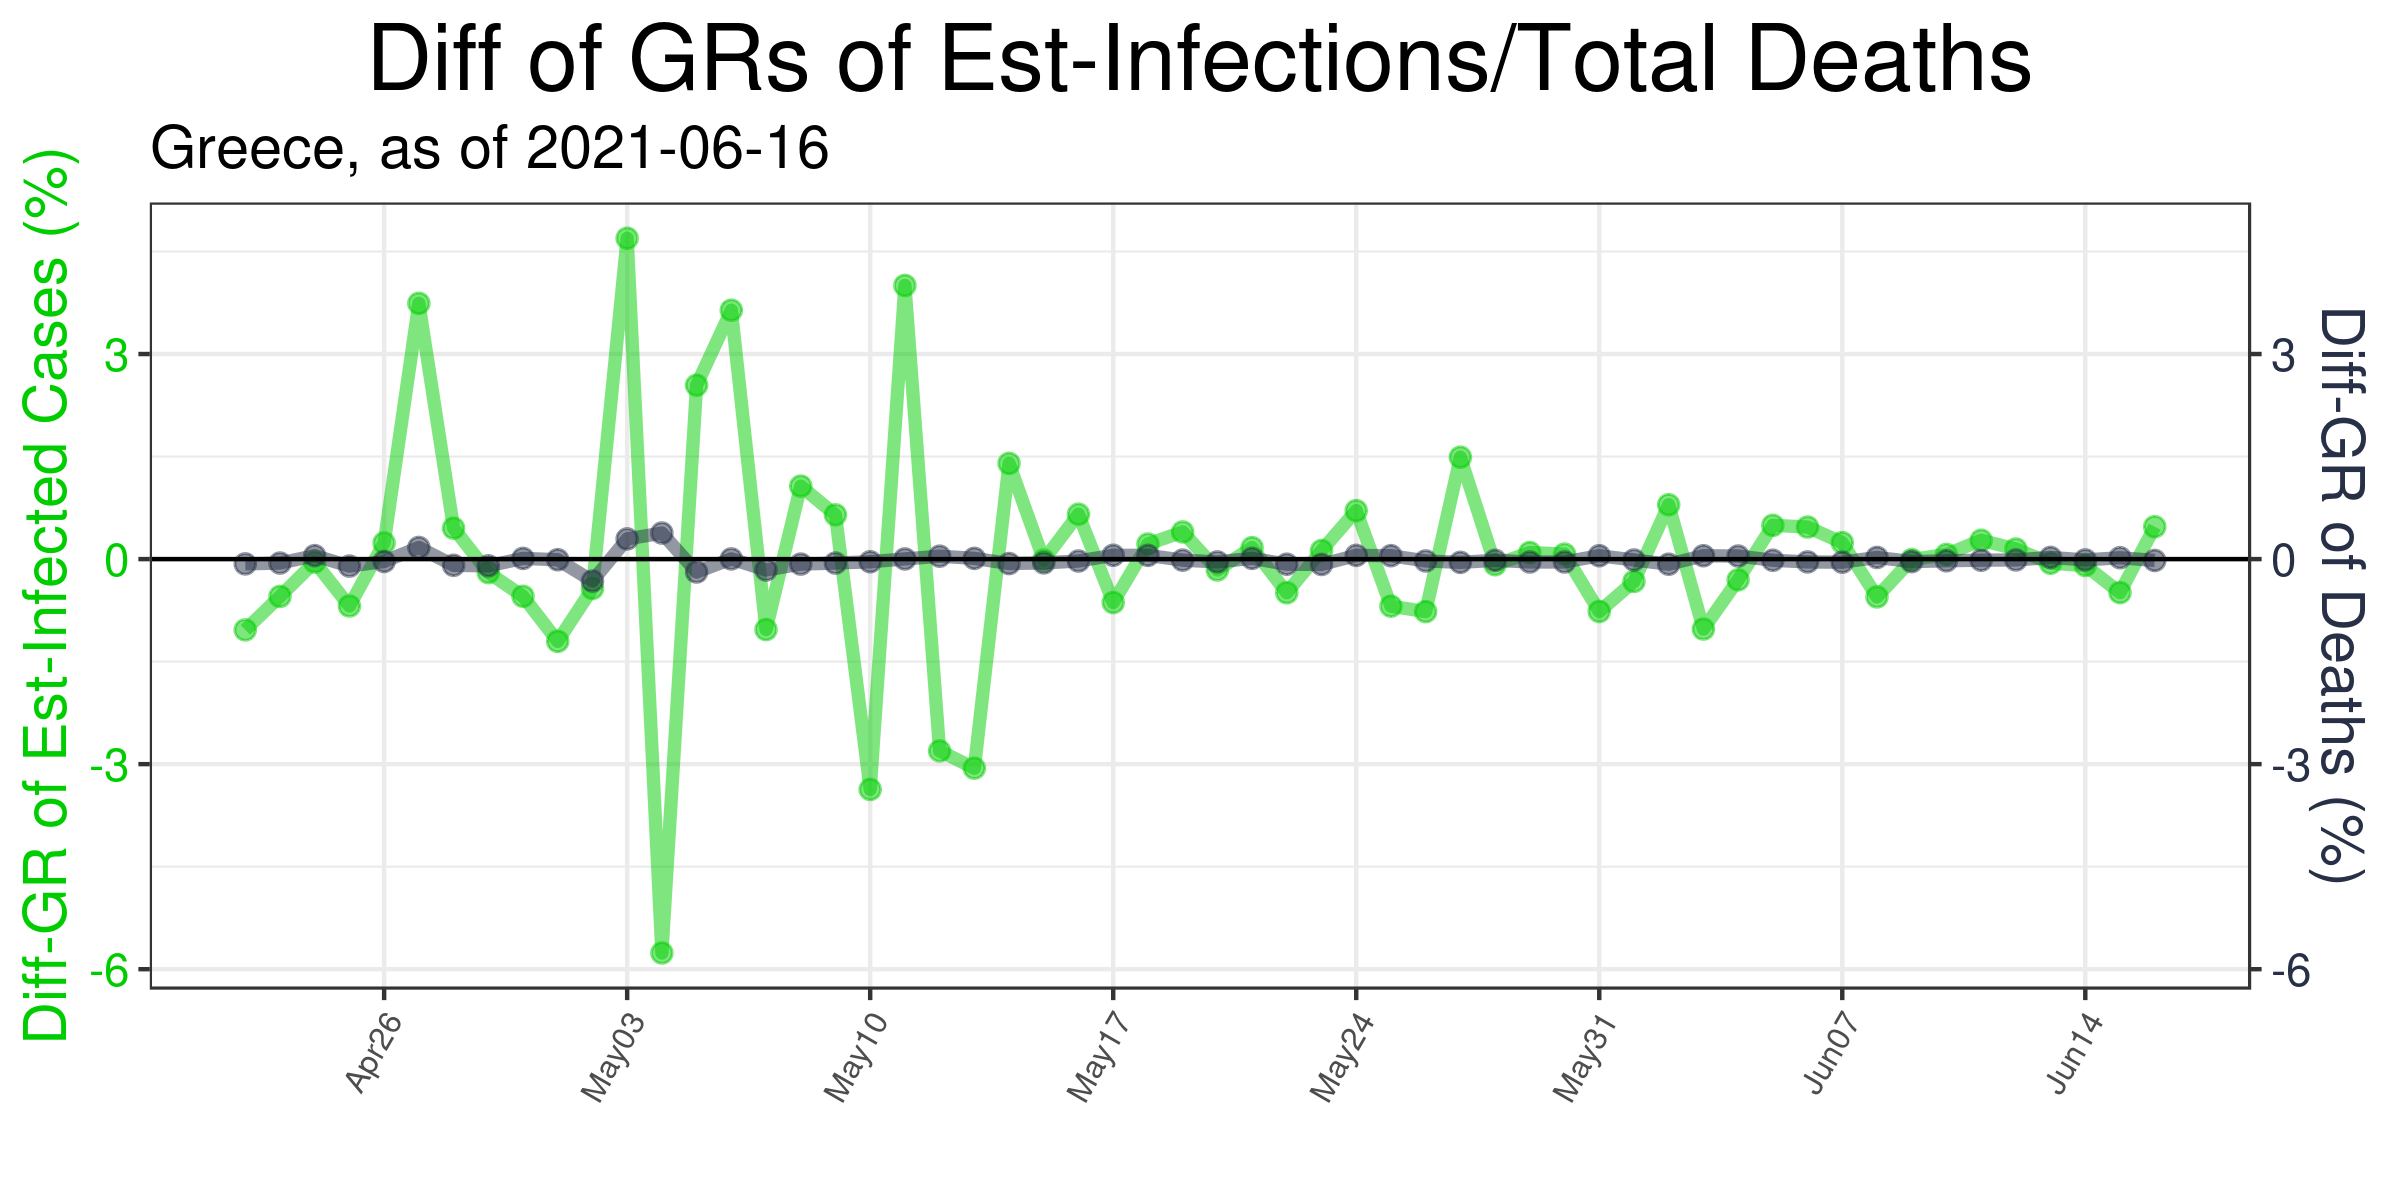 Diff of GRs of Est-Infections/Total Deaths
Greece, as of 2021-06-16
Diff-GR of Est-Infected Cases (%)
3
0
-3
-6
3
0
-3
-6
Diff-GR of Deaths (%)
Apr26
May03
May10
May17
May24
May31
Jun07
Jun14